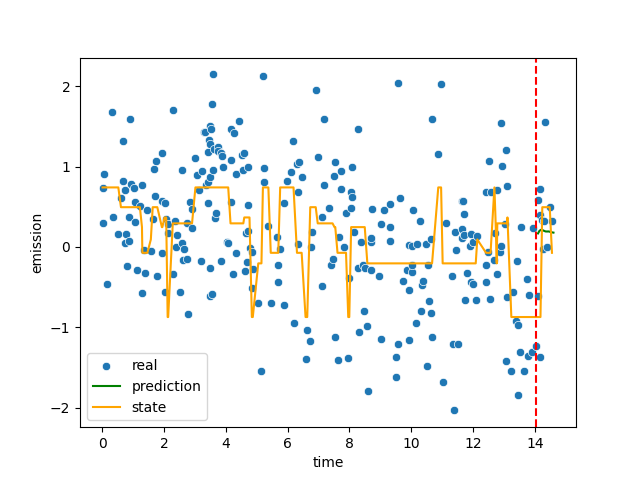 2
1
0
−1
−2
emission
real
prediction
state
0 2 4 6 8 10 12 14
time